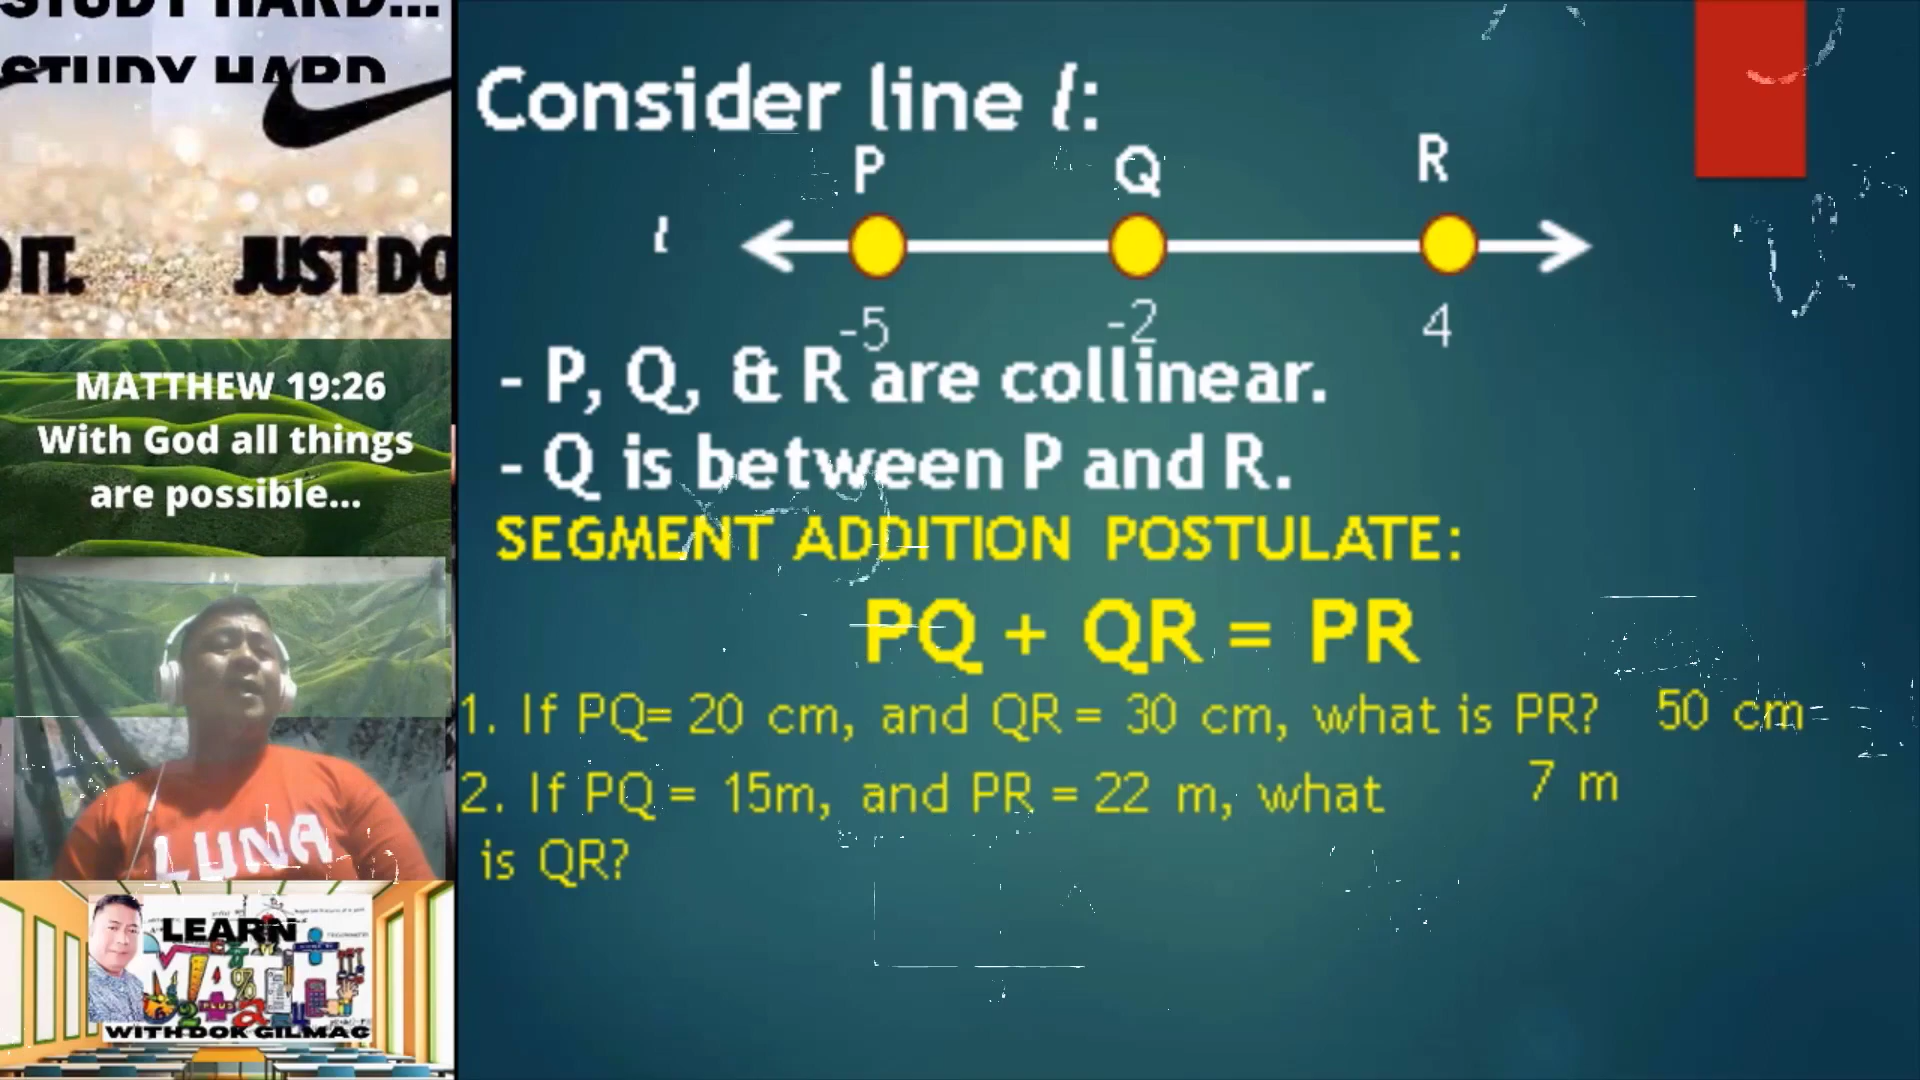 STUDY HARD...
STUDY HARD
IT. JUST DO
MATTHEW 19:26
With God all things
are possible...
LUNA
LEARN
MATH
WITH DOK GILMAC
Consider line l:
P Q R
l
-5 -2 4
- P, Q, & R are collinear.
- Q is between P and R.
SEGMENT ADDITION POSTULATE:
PQ + QR = PR
1. If PQ= 20 cm, and QR = 30 cm, what is PR? 50 cm
2. If PQ = 15m, and PR = 22 m, what 7 m
is QR?